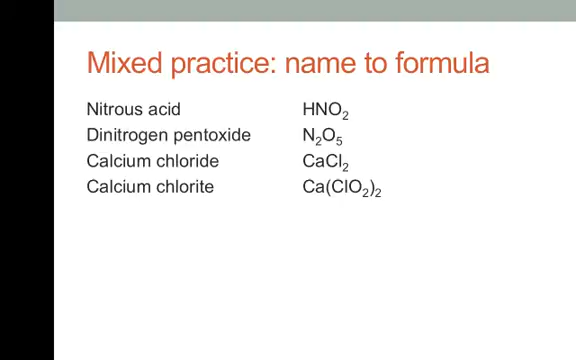 Mixed practice: name to formula
Nitrous acid HNO₂
Dinitrogen pentoxide N₂O₅
Calcium chloride CaCl₂
Calcium chlorite Ca(ClO₂)₂